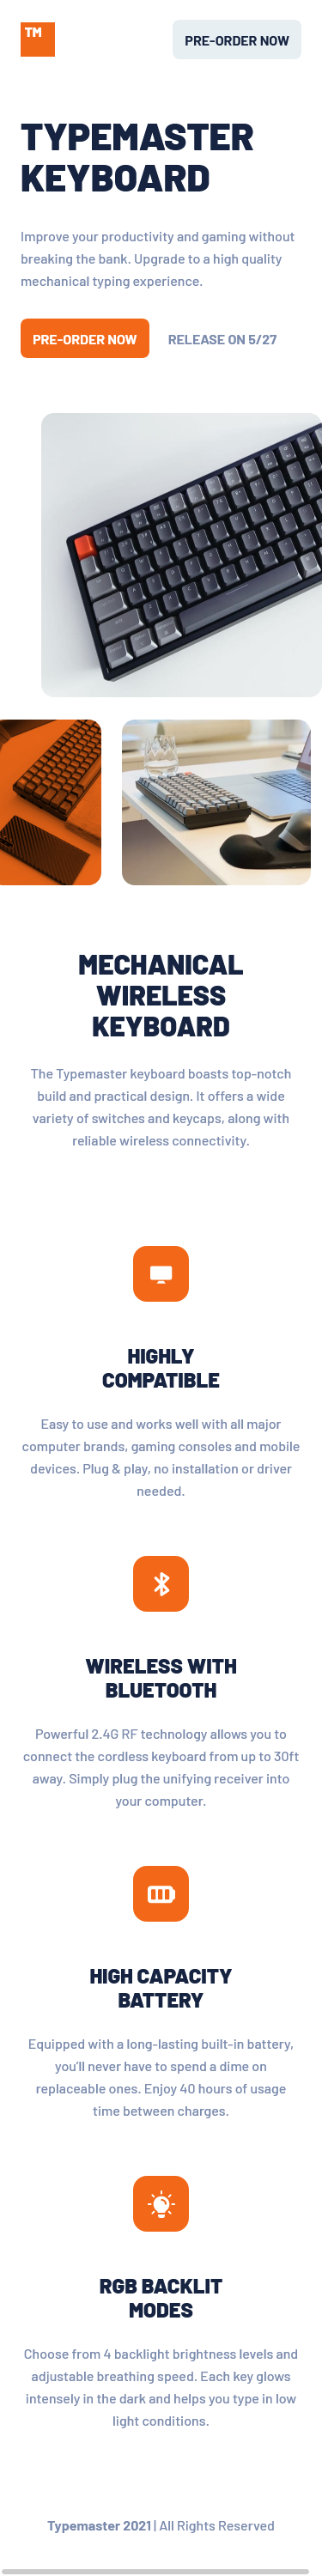 TM
PRE-ORDER NOW
TYPEMASTER
KEYBOARD
Improve your productivity and gaming without
breaking the bank. Upgrade to a high quality
mechanical typing experience.
PRE-ORDER NOW
RELEASE ON 5/27
MECHANICAL
WIRELESS
KEYBOARD
The Typemaster keyboard boasts top-notch
build and practical design. It offers a wide
variety of switches and keycaps, along with
reliable wireless connectivity.
HIGHLY
COMPATIBLE
Easy to use and works well with all major
computer brands, gaming consoles and mobile
devices. Plug & play, no installation or driver
needed.
WIRELESS WITH
BLUETOOTH
Powerful 2.4G RF technology allows you to
connect the cordless keyboard from up to 30ft
away. Simply plug the unifying receiver into
your computer.
HIGH CAPACITY
BATTERY
Equipped with a long-lasting built-in battery,
you'll never have to spend a dime on
replaceable ones. Enjoy 40 hours of usage
time between charges.
RGB BACKLIT
MODES
Choose from 4 backlight brightness levels and
adjustable breathing speed. Each key glows
intensely in the dark and helps you type in low
light conditions.
Typemaster 2021 | All Rights Reserved